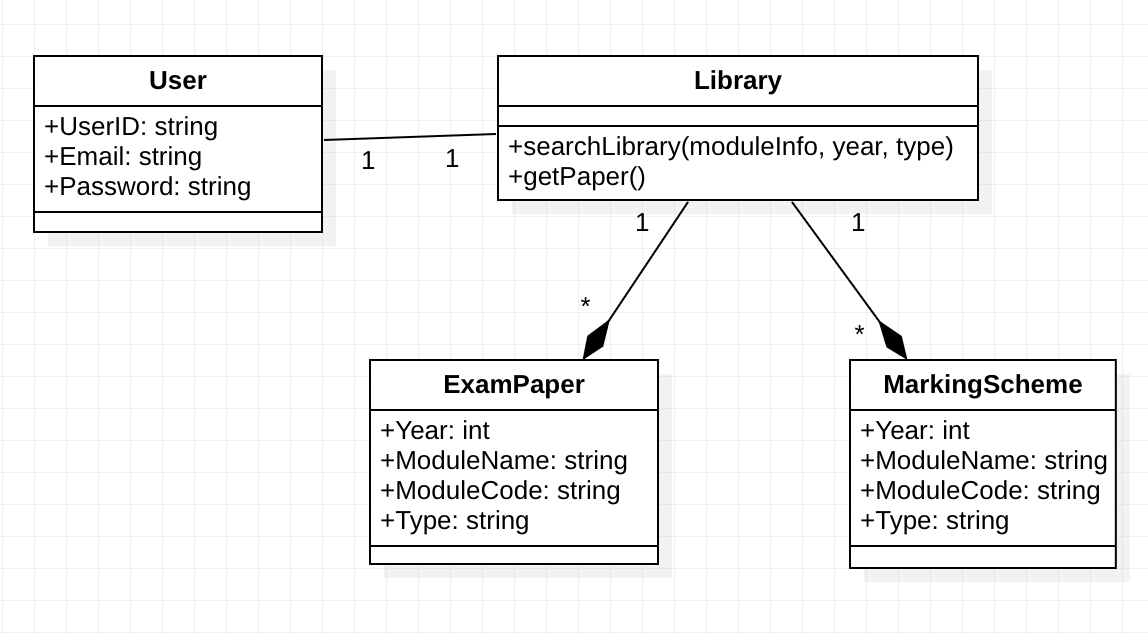 User
+UserID: string
+Email: string
+Password: string
1
1
Library
+searchLibrary(moduleInfo, year, type)
+getPaper()
1
1
*
*
ExamPaper
+Year: int
+ModuleName: string
+ModuleCode: string
+Type: string
MarkingScheme
+Year: int
+ModuleName: string
+ModuleCode: string
+Type: string